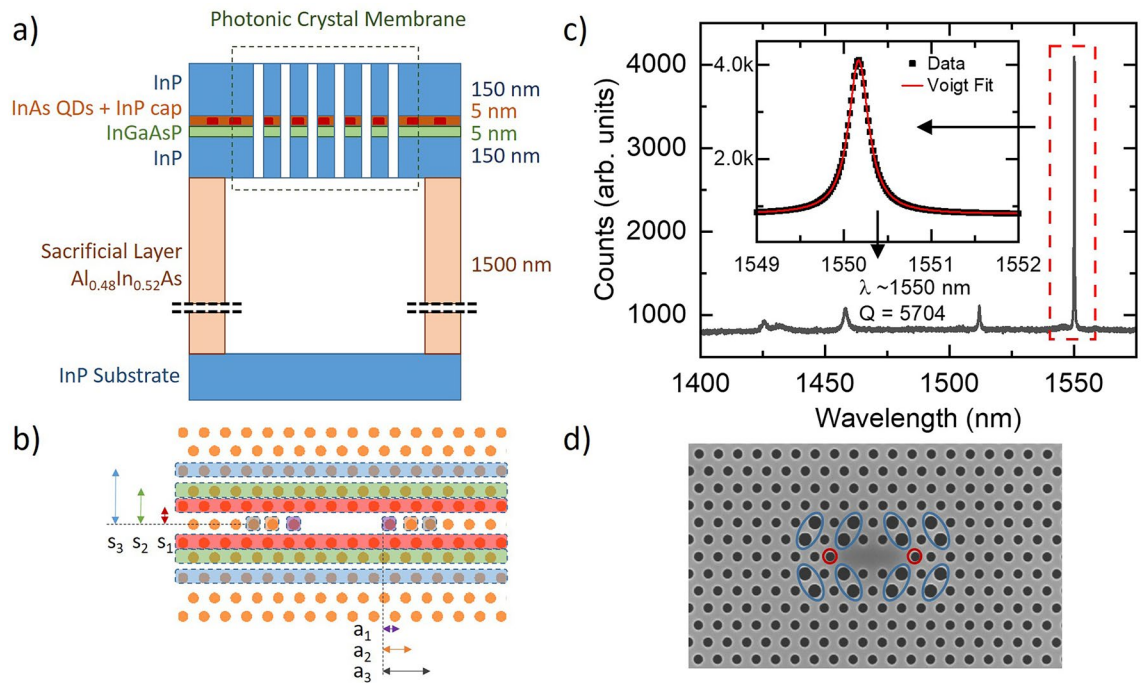 a)
Photonic Crystal Membrane
InP
150 nm
InAs QDs + InP cap
5 nm
InGaAsP
5 nm
InP
150 nm
Sacrificial Layer
Al₀.₄₈In₀.₅₂As
1500 nm
InP Substrate
b)
s₃ s₂ s₁
a₁
a₂
a₃
c)
Counts (arb. units)
4000
3000
2000
1000
1400 1450 1500 1550
Wavelength (nm)
4.0k
2.0k
Data
Voigt Fit
1549 1550 1551 1552
λ ~1550 nm
Q = 5704
d)